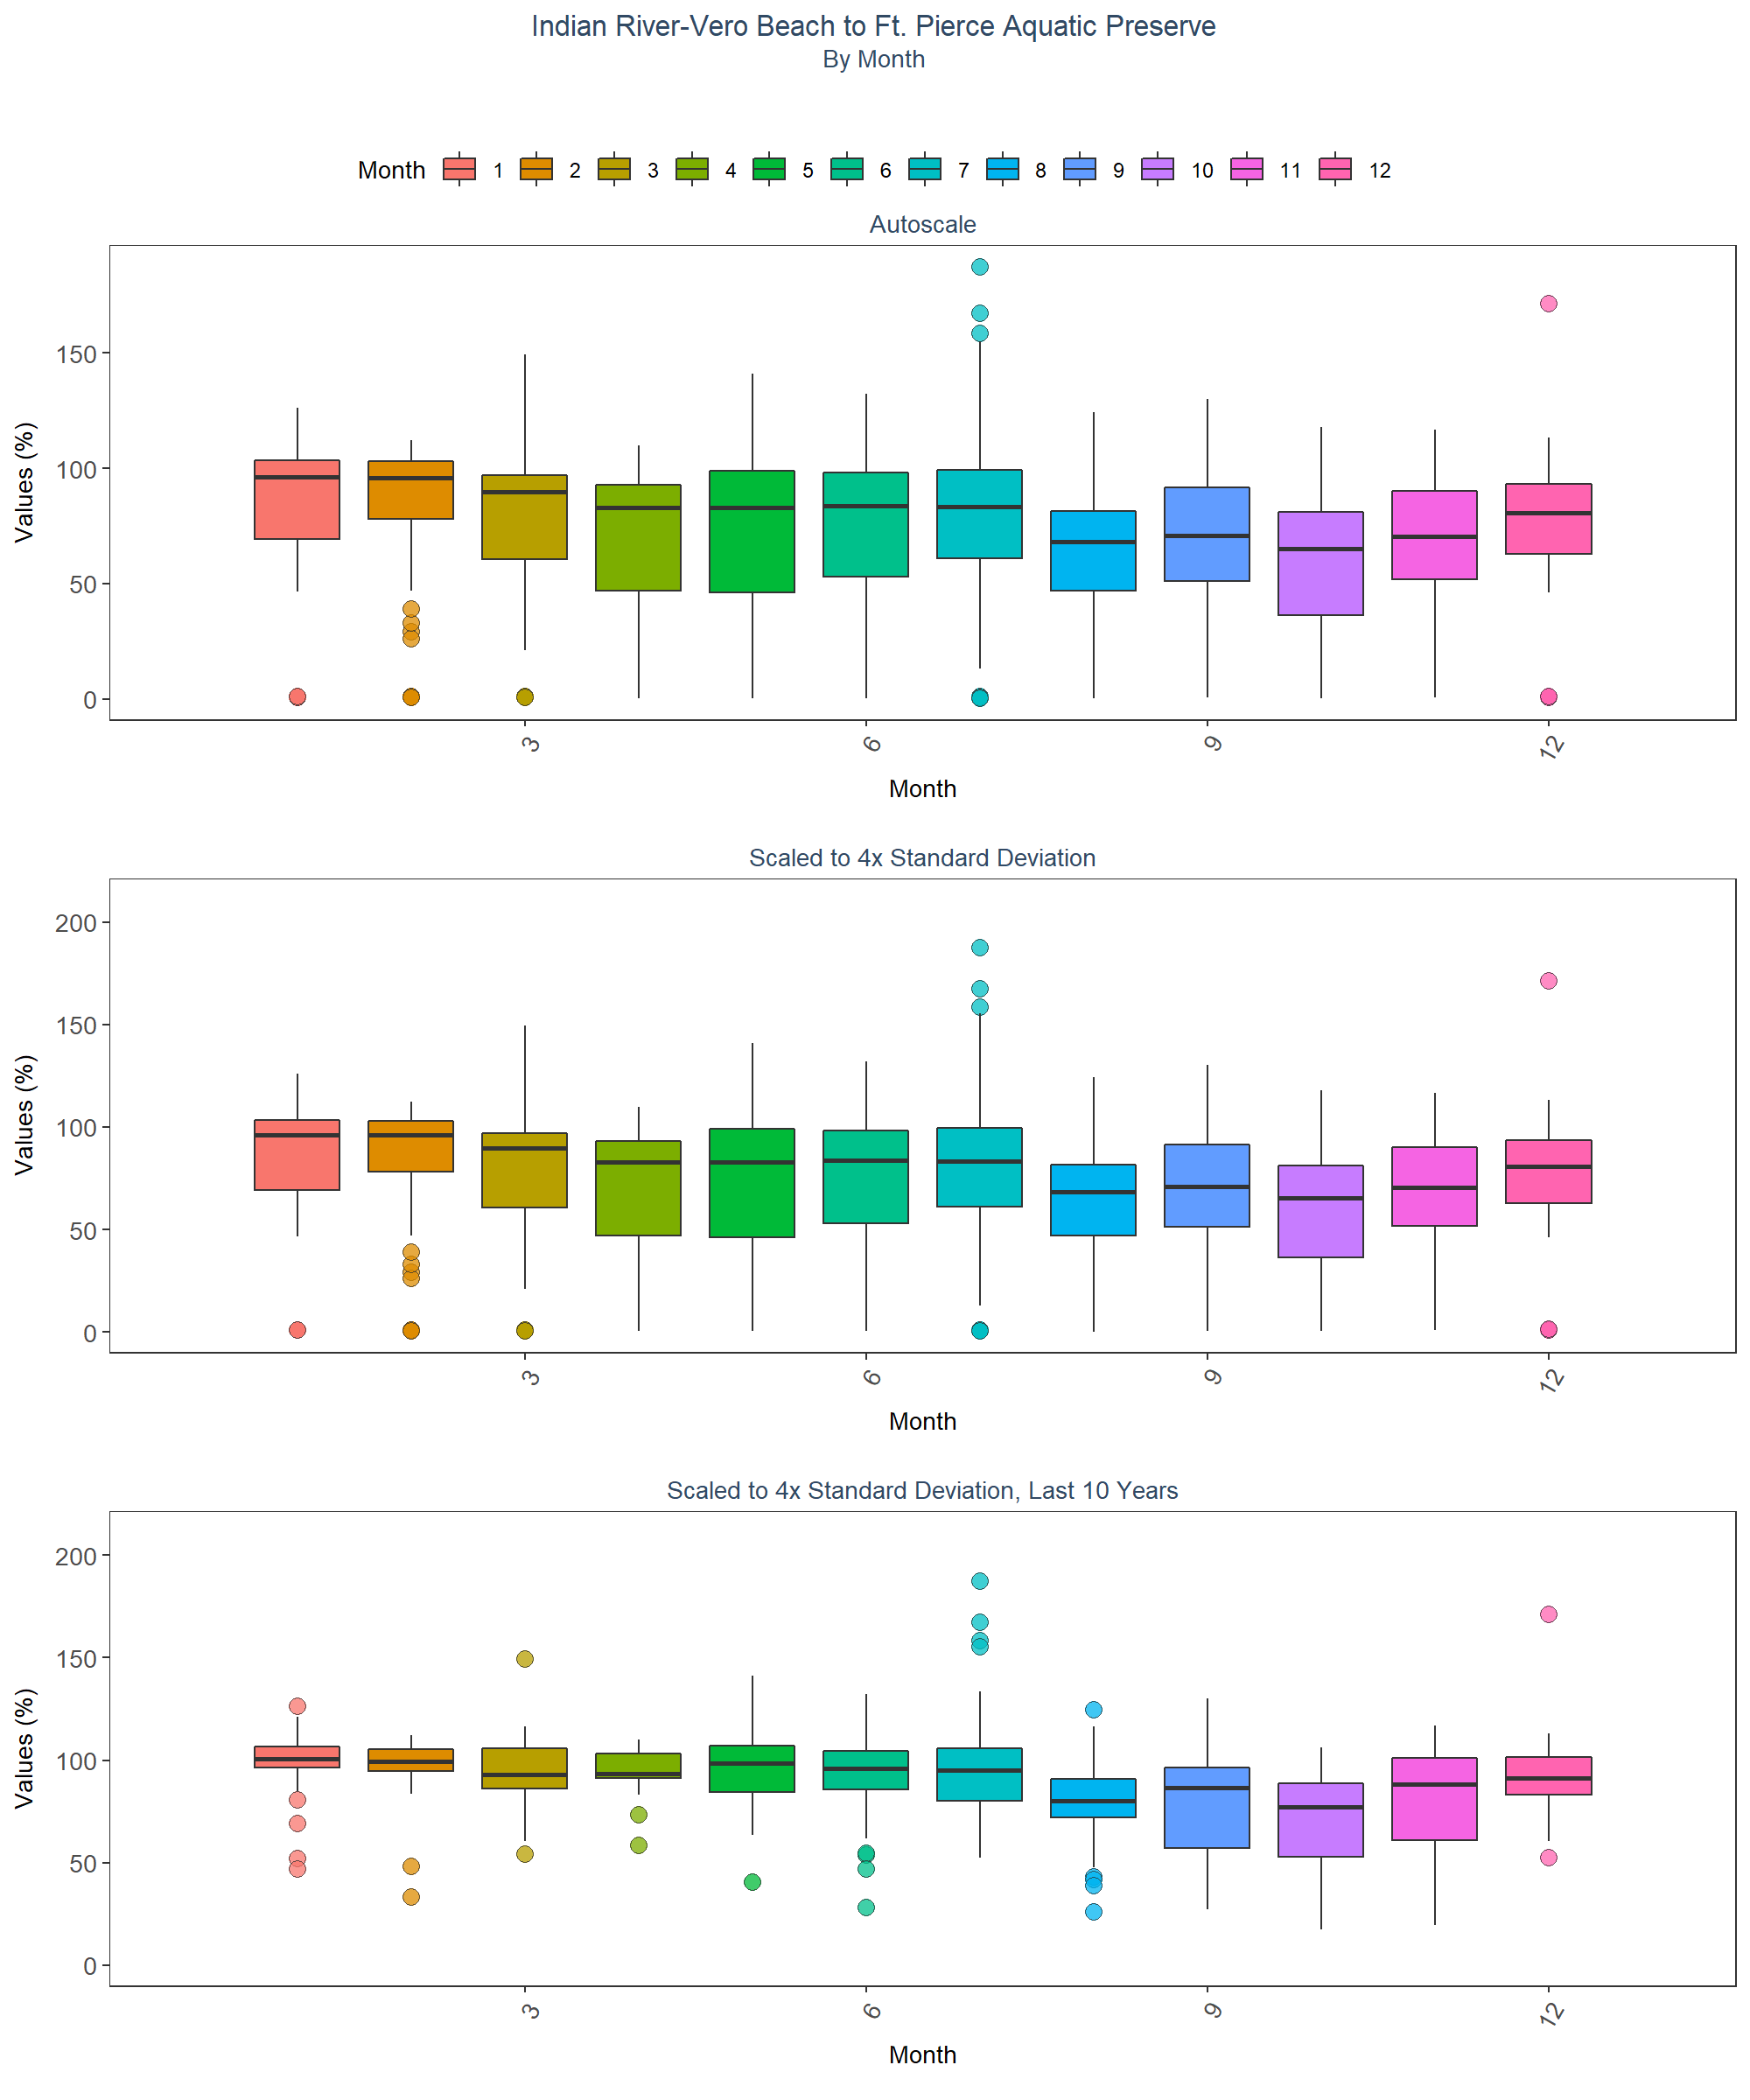 Indian River-Vero Beach to Ft. Pierce Aquatic Preserve
By Month
Month 1 2 3 4 5 6 7 8 9 10 11 12
Autoscale
Values (%)
150
100
50
0
3 6 9 12
Month
Scaled to 4x Standard Deviation
Values (%)
200
150
100
50
0
3 6 9 12
Month
Scaled to 4x Standard Deviation, Last 10 Years
Values (%)
200
150
100
50
0
3 6 9 12
Month